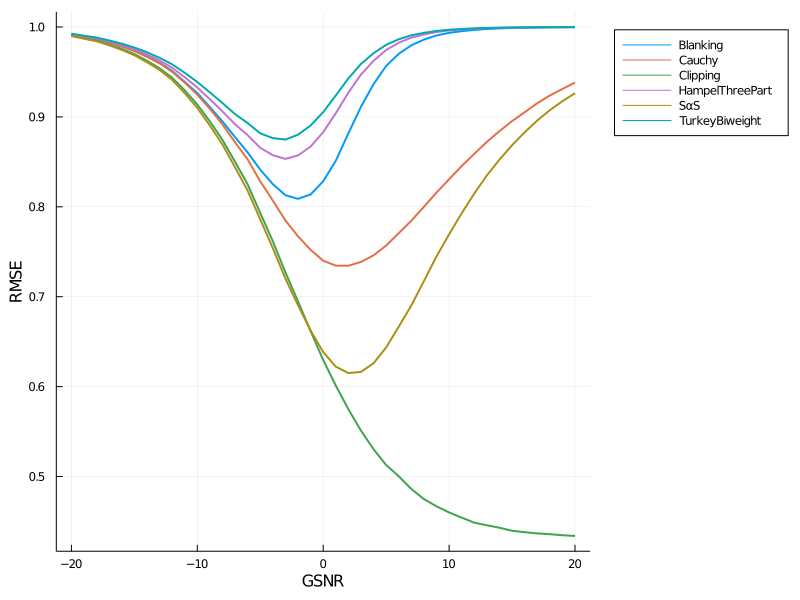 1.0
0.9
0.8
0.7
0.6
0.5
RMSE
−20
−10
0
10
20
GSNR
Blanking
Cauchy
Clipping
HampelThreePart
SαS
TurkeyBiweight